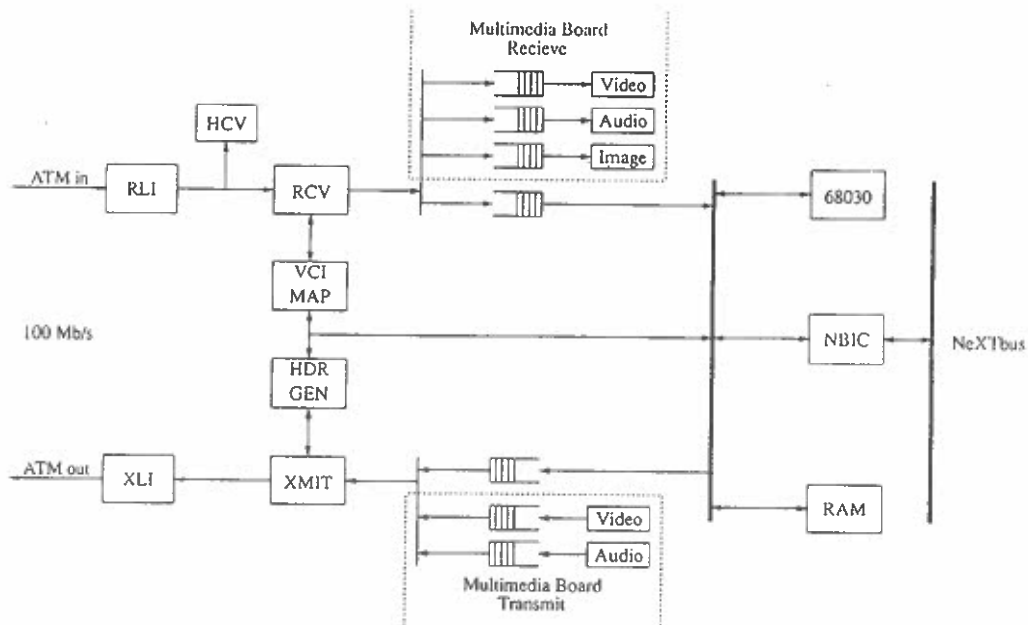 Multimedia Board
Recieve
Video
HCV
Audio
Image
ATM in
RLI
RCV
68030
VCI
MAP
100 Mb/s
NBIC
NeXTbus
HDR
GEN
ATM out
XLI
XMIT
RAM
Video
Audio
Multimedia Board
Transmit